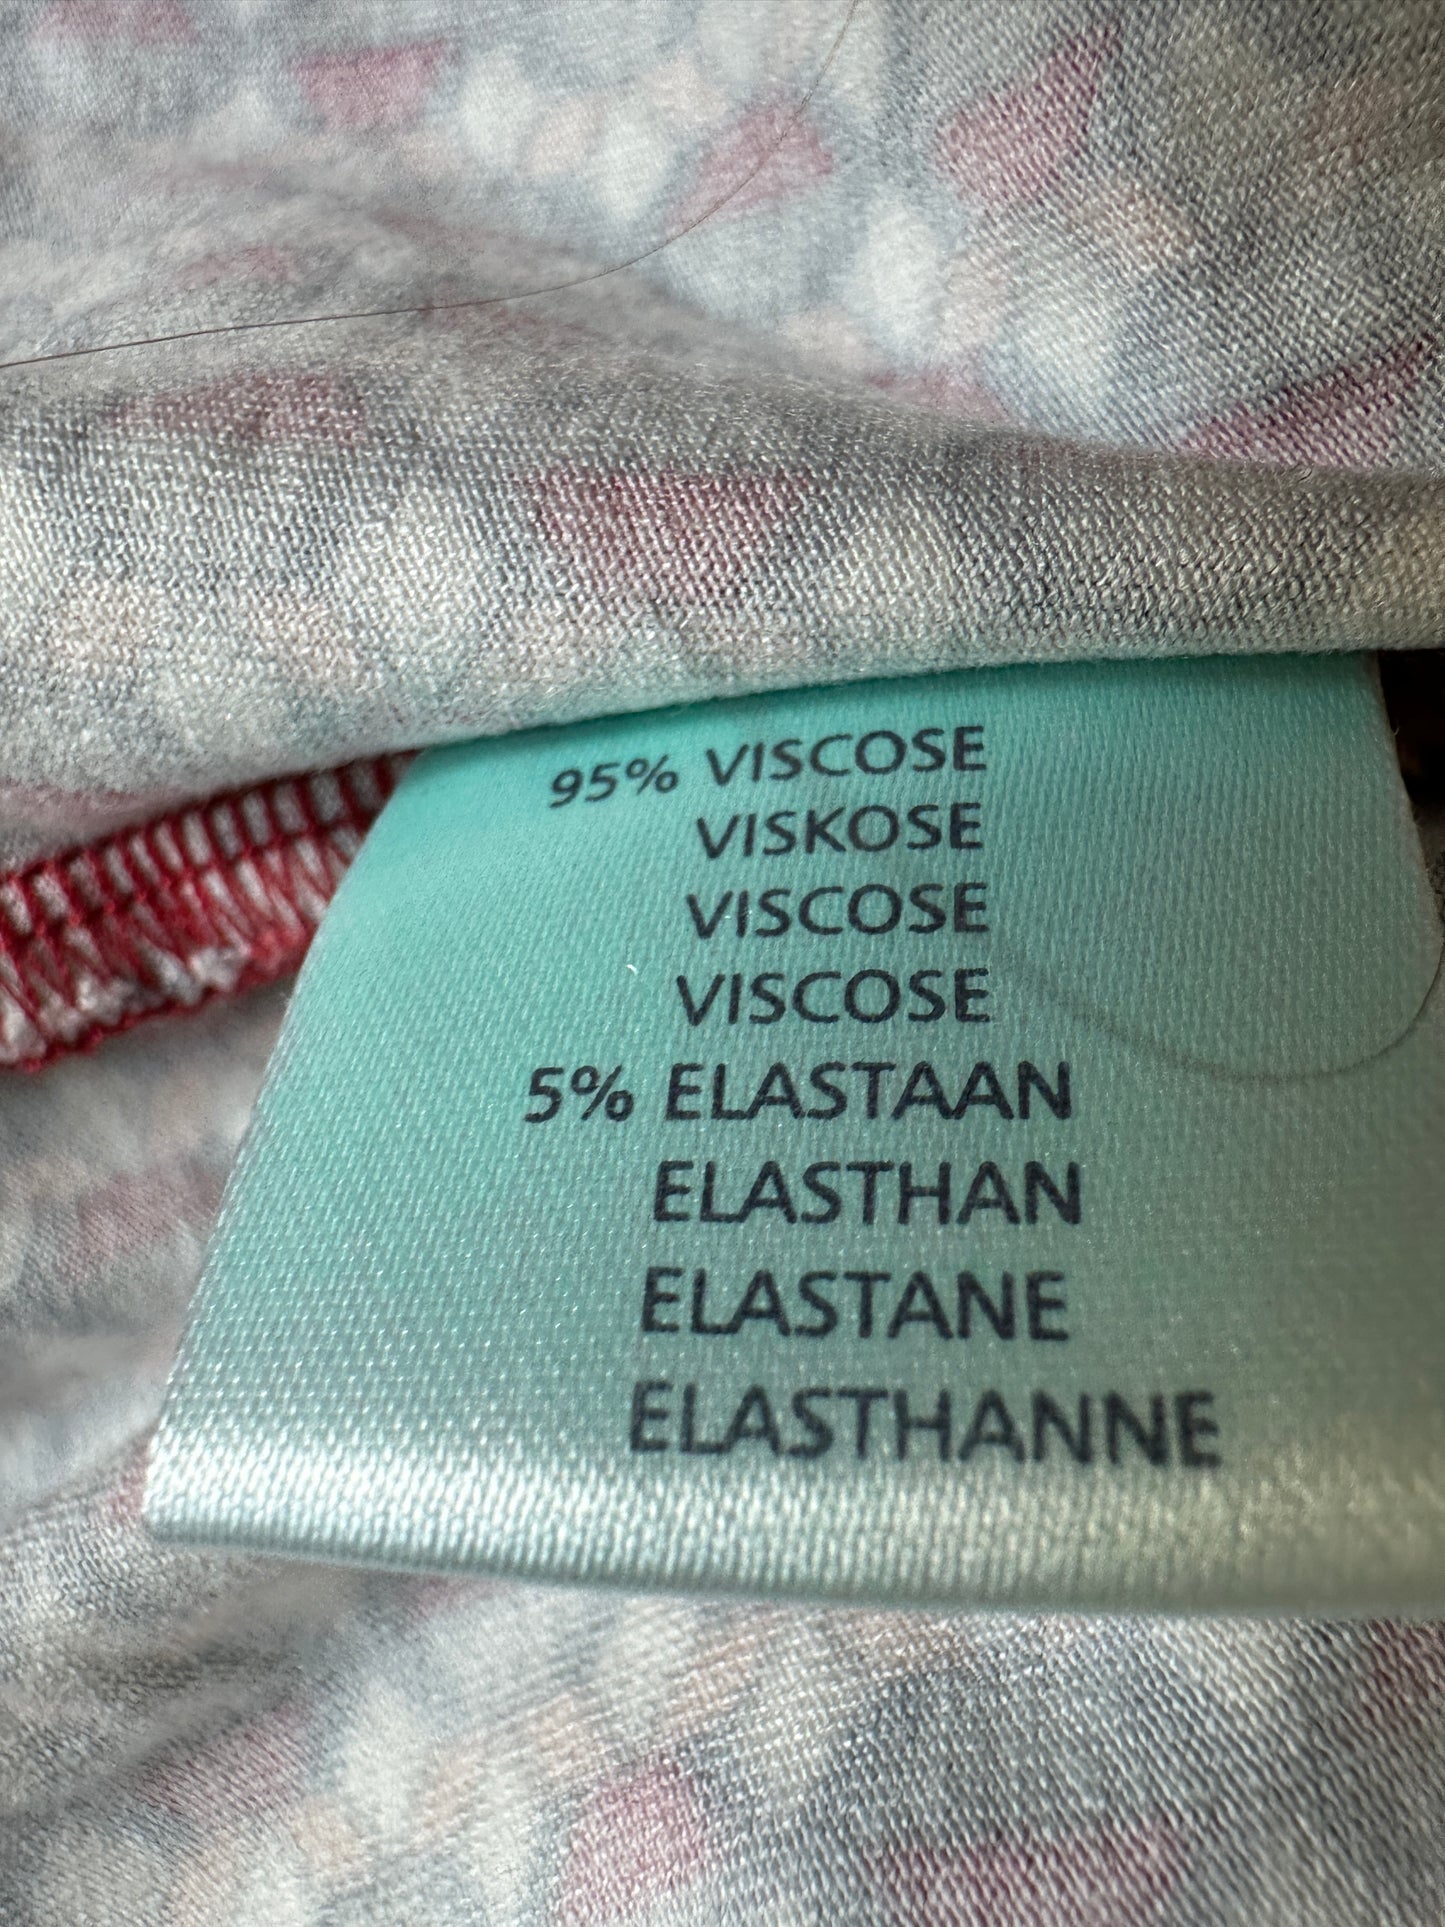 95% VISCOSE
VISKOSE
VISCOSE
VISCOSE
5% ELASTAAN
ELASTHAN
ELASTANE
ELASTHANNE